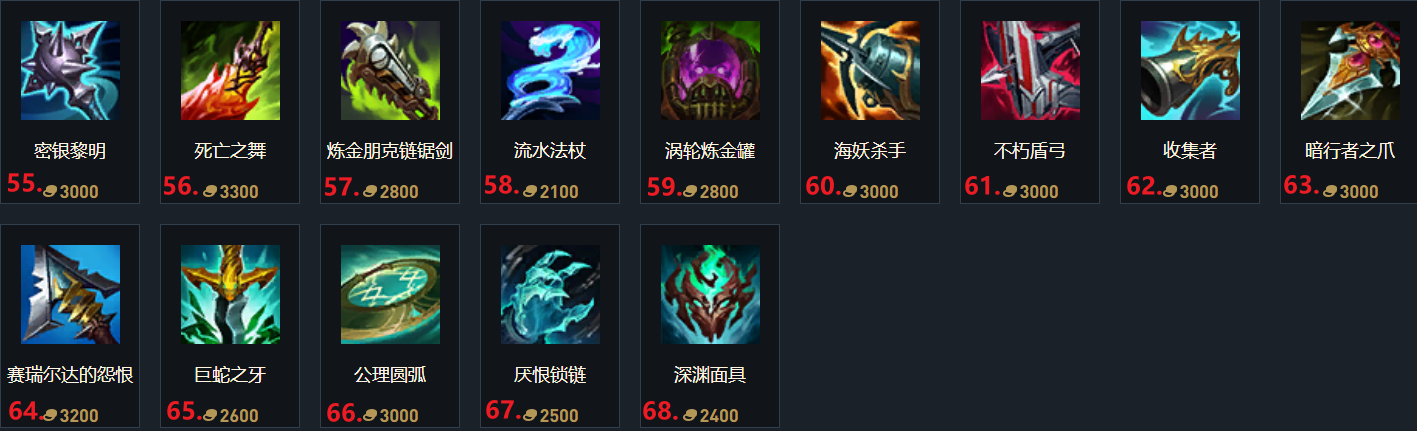 密银黎明
死亡之舞
炼金朋克链锯剑
流水法杖
涡轮炼金罐
海妖杀手
不朽盾弓
收集者
暗行者之爪
55. 3000
56. 3300
57. 2800
58. 2100
59. 2800
60. 3000
61. 3000
62. 3000
63. 3000
赛瑞尔达的怨恨
巨蛇之牙
公理圆弧
厌恨锁链
深渊面具
64. 3200
65. 2600
66. 3000
67. 2500
68. 2400